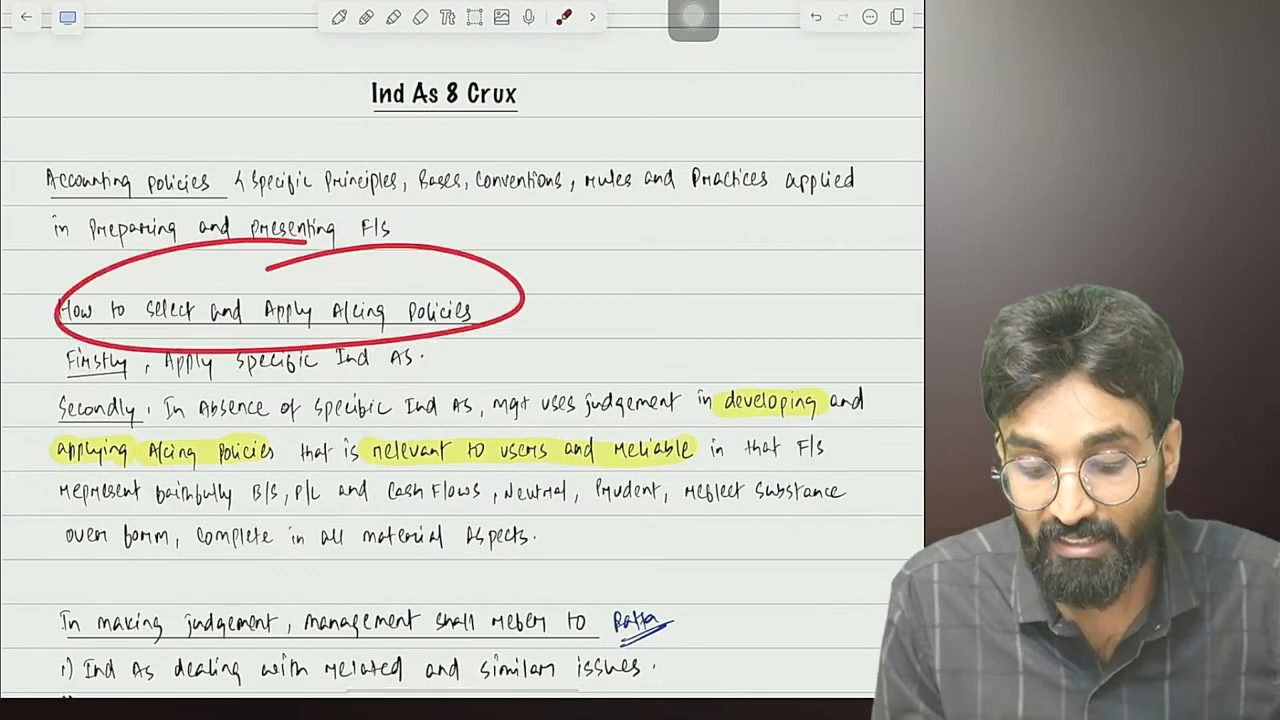 Ind As 8 Crux
Accounting policies ↳ specific Principles, Bases, Conventions, rules and Practices applied
in Preparing and presenting F/S
How to select and Apply A/cing policies
Firstly, Apply specific Ind AS.
Secondly, In Absence of specific Ind AS, mgt uses judgement in developing and
applying A/cing policies that is relevant to users and reliable in that F/S
represent faithfully B/S, P/L and Cash Flows, Neutral, Prudent, reflect substance
over form, complete in all material Aspects.
In making judgement, management shall refer to Ratta
i) Ind As dealing with related and similar issues.